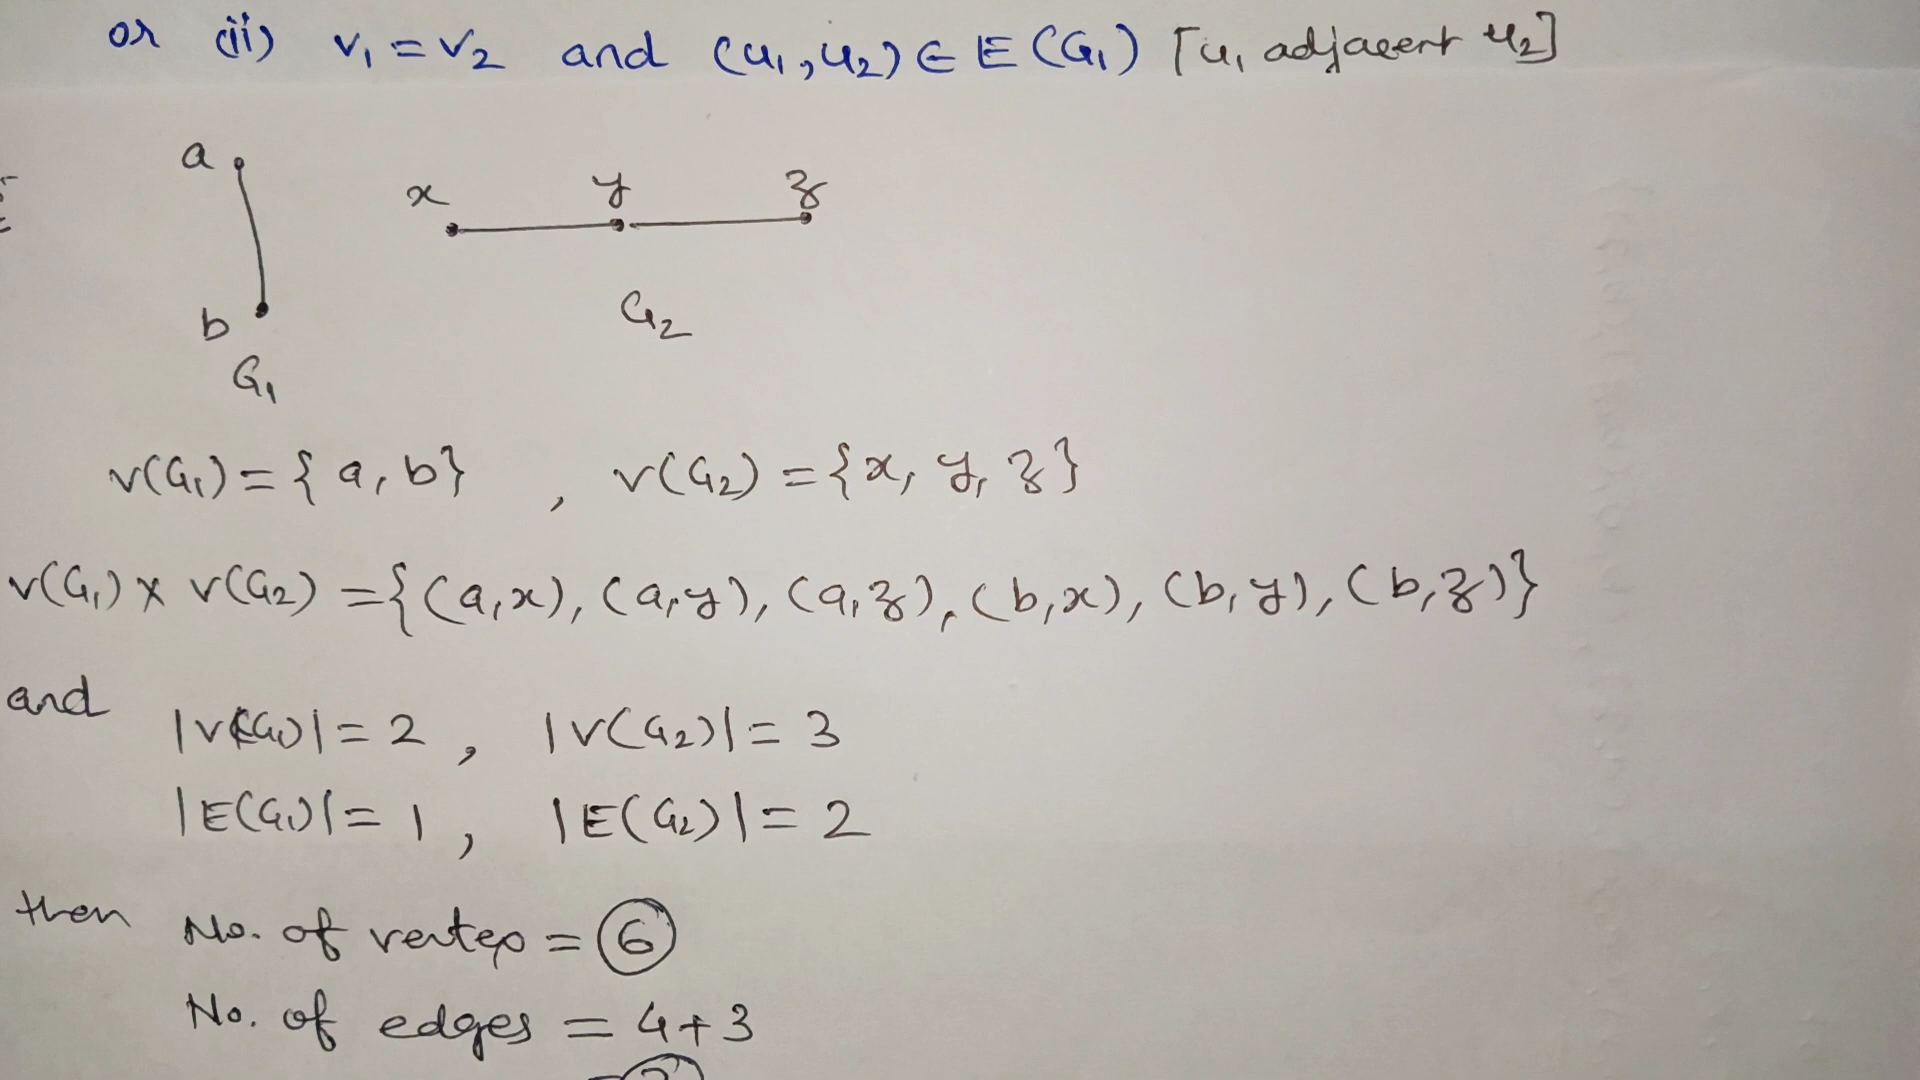 or (ii) v₁ = v₂ and (u₁, u₂) ∈ E(G₁) [u₁ adjacent u₂]
a
x y z
b
G₂
G₁
V(G₁) = {a, b} , V(G₂) = {x, y, z}
V(G₁) x V(G₂) = {(a,x), (a,y), (a,z), (b,x), (b,y), (b,z)}
and
|V(G₁)| = 2 , |V(G₂)| = 3
|E(G₁)| = 1 , |E(G₂)| = 2
then No. of vertex = 6
No. of edges = 4+3